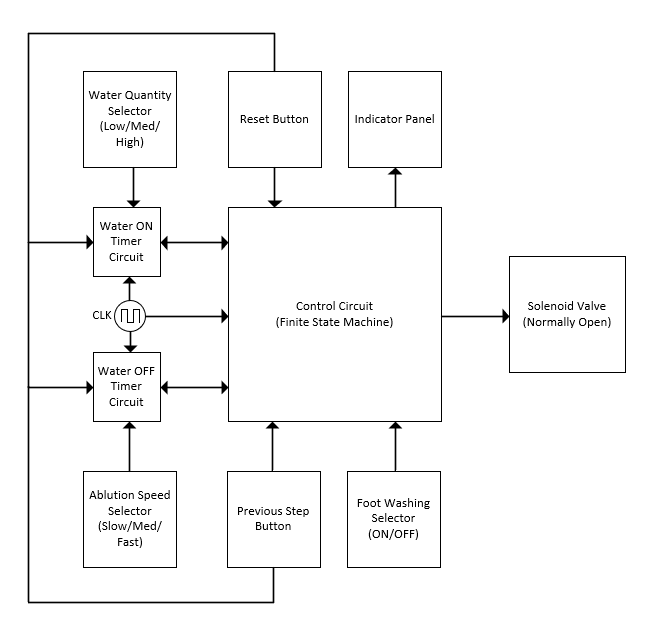 Water Quantity
Selector
(Low/Med/
High)
Reset Button
Indicator Panel
Water ON
Timer
Circuit
CLK
Control Circuit
(Finite State Machine)
Solenoid Valve
(Normally Open)
Water OFF
Timer
Circuit
Ablution Speed
Selector
(Slow/Med/
Fast)
Previous Step
Button
Foot Washing
Selector
(ON/OFF)